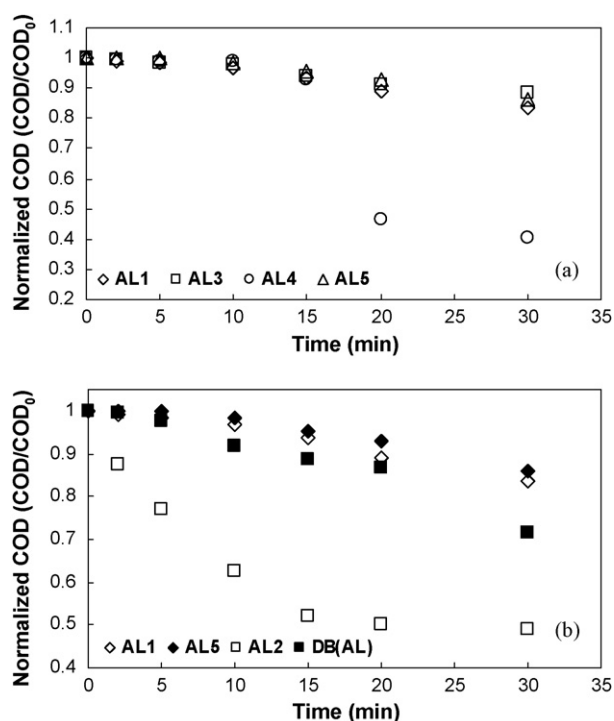 Normalized COD (COD/COD₀)
1.1
1
0.9
0.8
0.7
0.6
0.5
0.4
0.3
0.2
AL1 AL3 AL4 AL5
(a)
0 5 10 15 20 25 30 35
Time (min)
Normalized COD (COD/COD₀)
1
0.9
0.8
0.7
0.6
0.5
0.4
AL1 AL5 AL2 DB(AL)
(b)
0 5 10 15 20 25 30 35
Time (min)